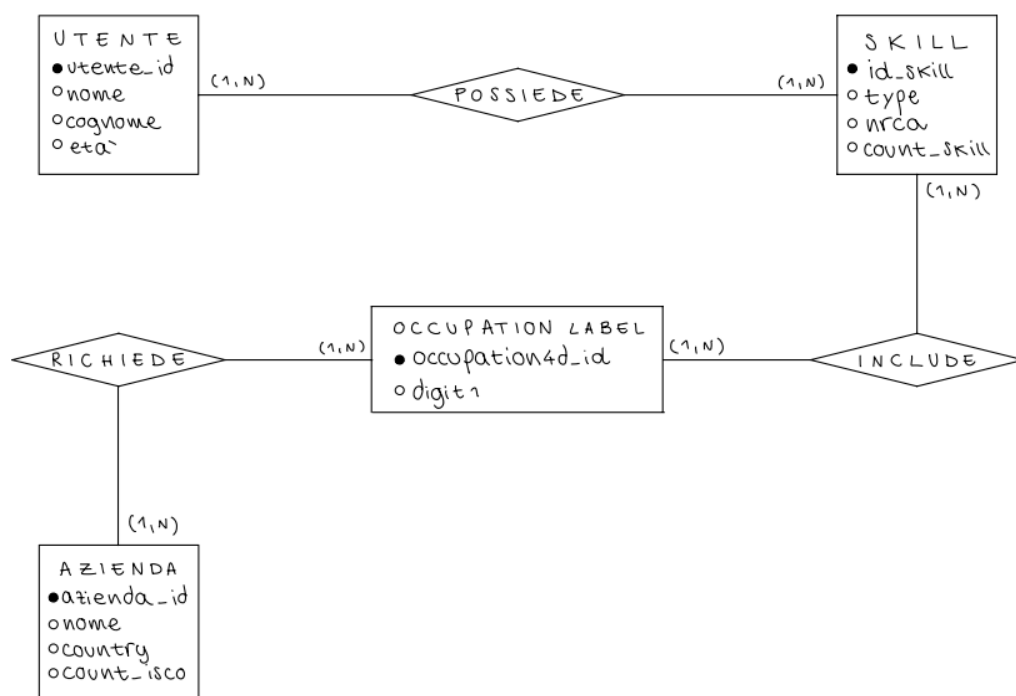 UTENTE
utente_id
nome
cognome
età
(1,N)
POSSIEDE
(1,N)
SKILL
id_skill
type
nrca
count_skill
(1,N)
RICHIEDE
(1,N)
OCCUPATION LABEL
occupation4d_id
digit1
(1,N)
INCLUDE
(1,N)
AZIENDA
azienda_id
nome
country
count_isco